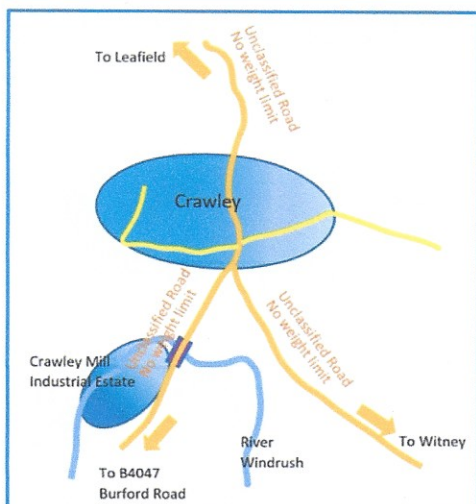 To Leafield
Unclassified Road
No weight limit
Crawley
Unclassified Road
No weight limit
Unclassified Road
No weight limit
Crawley Mill
Industrial Estate
River
Windrush
To Witney
To B4047
Burford Road